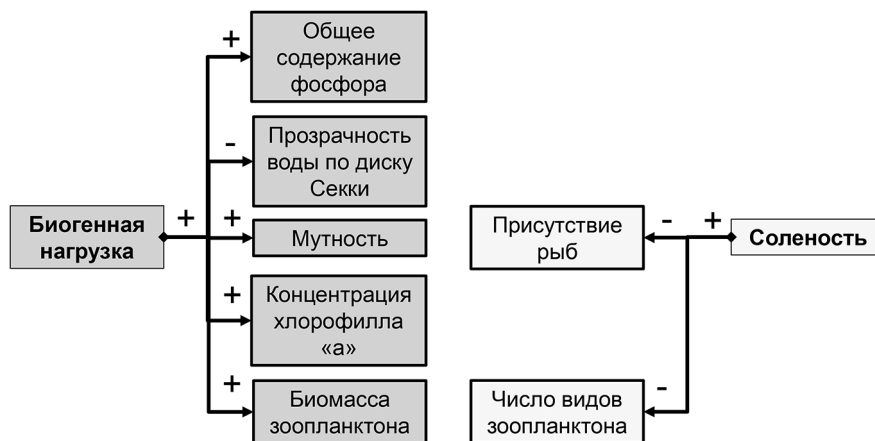 +
Общее
содержание
фосфора
-
Прозрачность
воды по диску
Секки
Биогенная
нагрузка
+
+
Мутность
+
Концентрация
хлорофилла
«а»
+
Биомасса
зоопланктона
Присутствие
рыб
-
+
Соленость
-
Число видов
зоопланктона